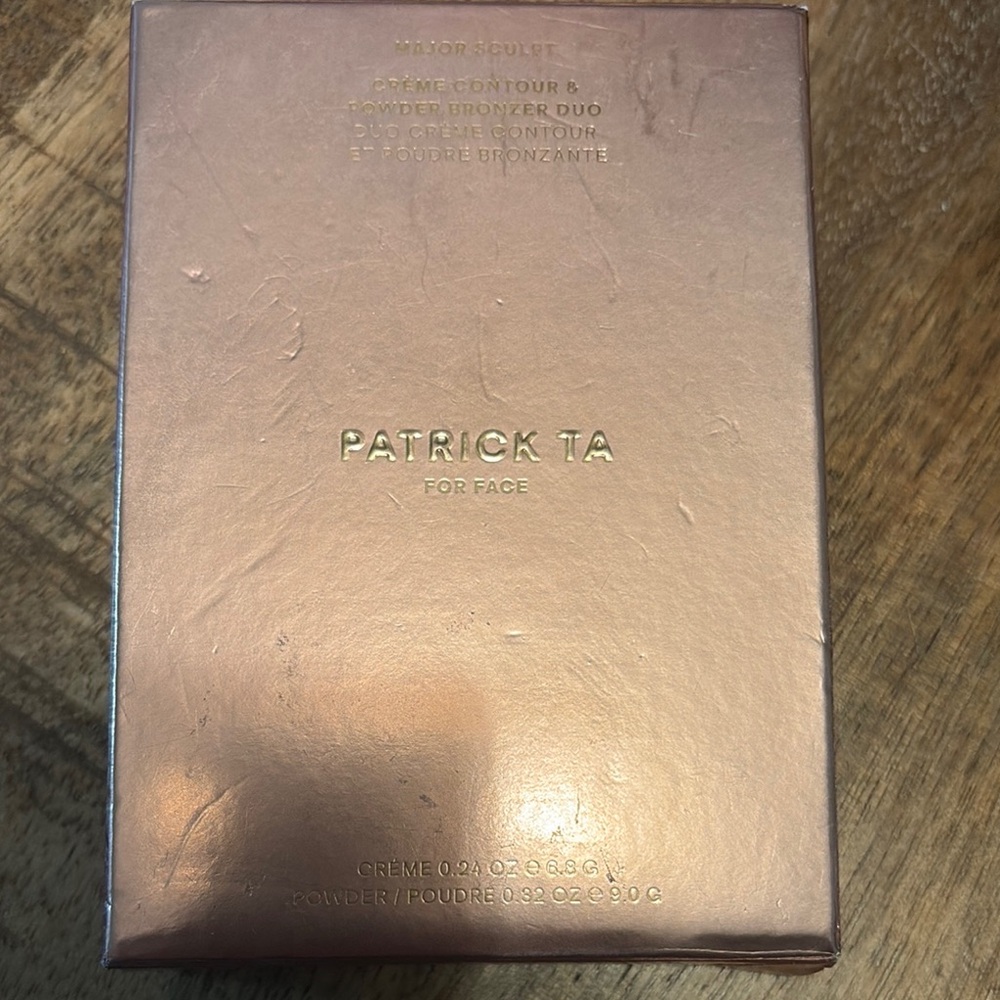 MAJOR SCULPT
CRÈME CONTOUR &
POWDER BRONZER DUO
DUO CRÈME CONTOUR
ET POUDRE BRONZANTE
PATRICK TA
FOR FACE
CRÈME 0.24 OZ ℮ 6.8 G
POWDER / POUDRE 0.32 OZ ℮ 9.0 G